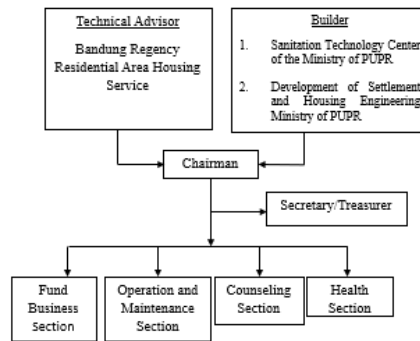 Technical Advisor
Bandung Regency
Residential Area Housing
Service
Builder
1. Sanitation Technology Center
of the Ministry of PUPR
2. Development of Settlement
and Housing Engineering
Ministry of PUPR
Chairman
Secretary/Treasurer
Fund
Business
Section
Operation and
Maintenance
Section
Counseling
Section
Health
Section